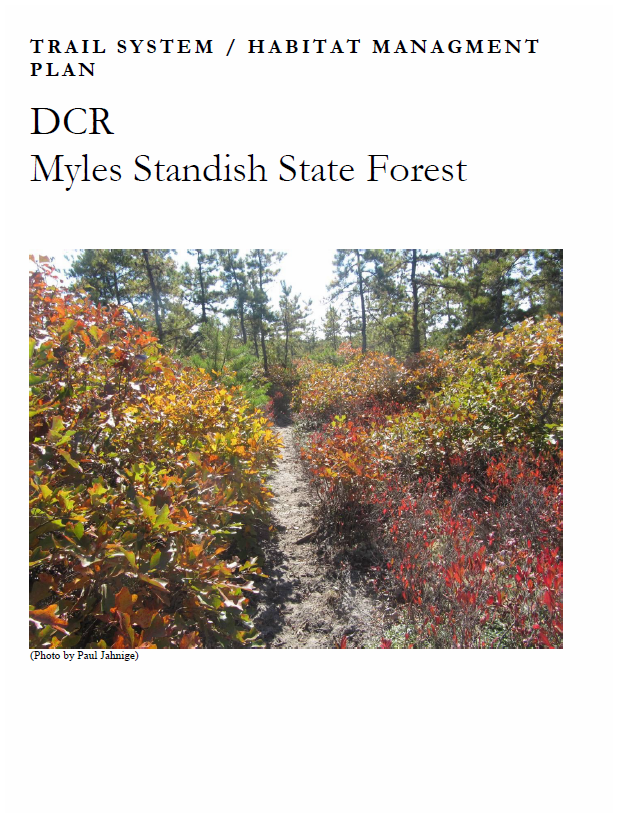 TRAIL SYSTEM / HABITAT MANAGMENT
PLAN
DCR
Myles Standish State Forest
(Photo by Paul Jahnige)